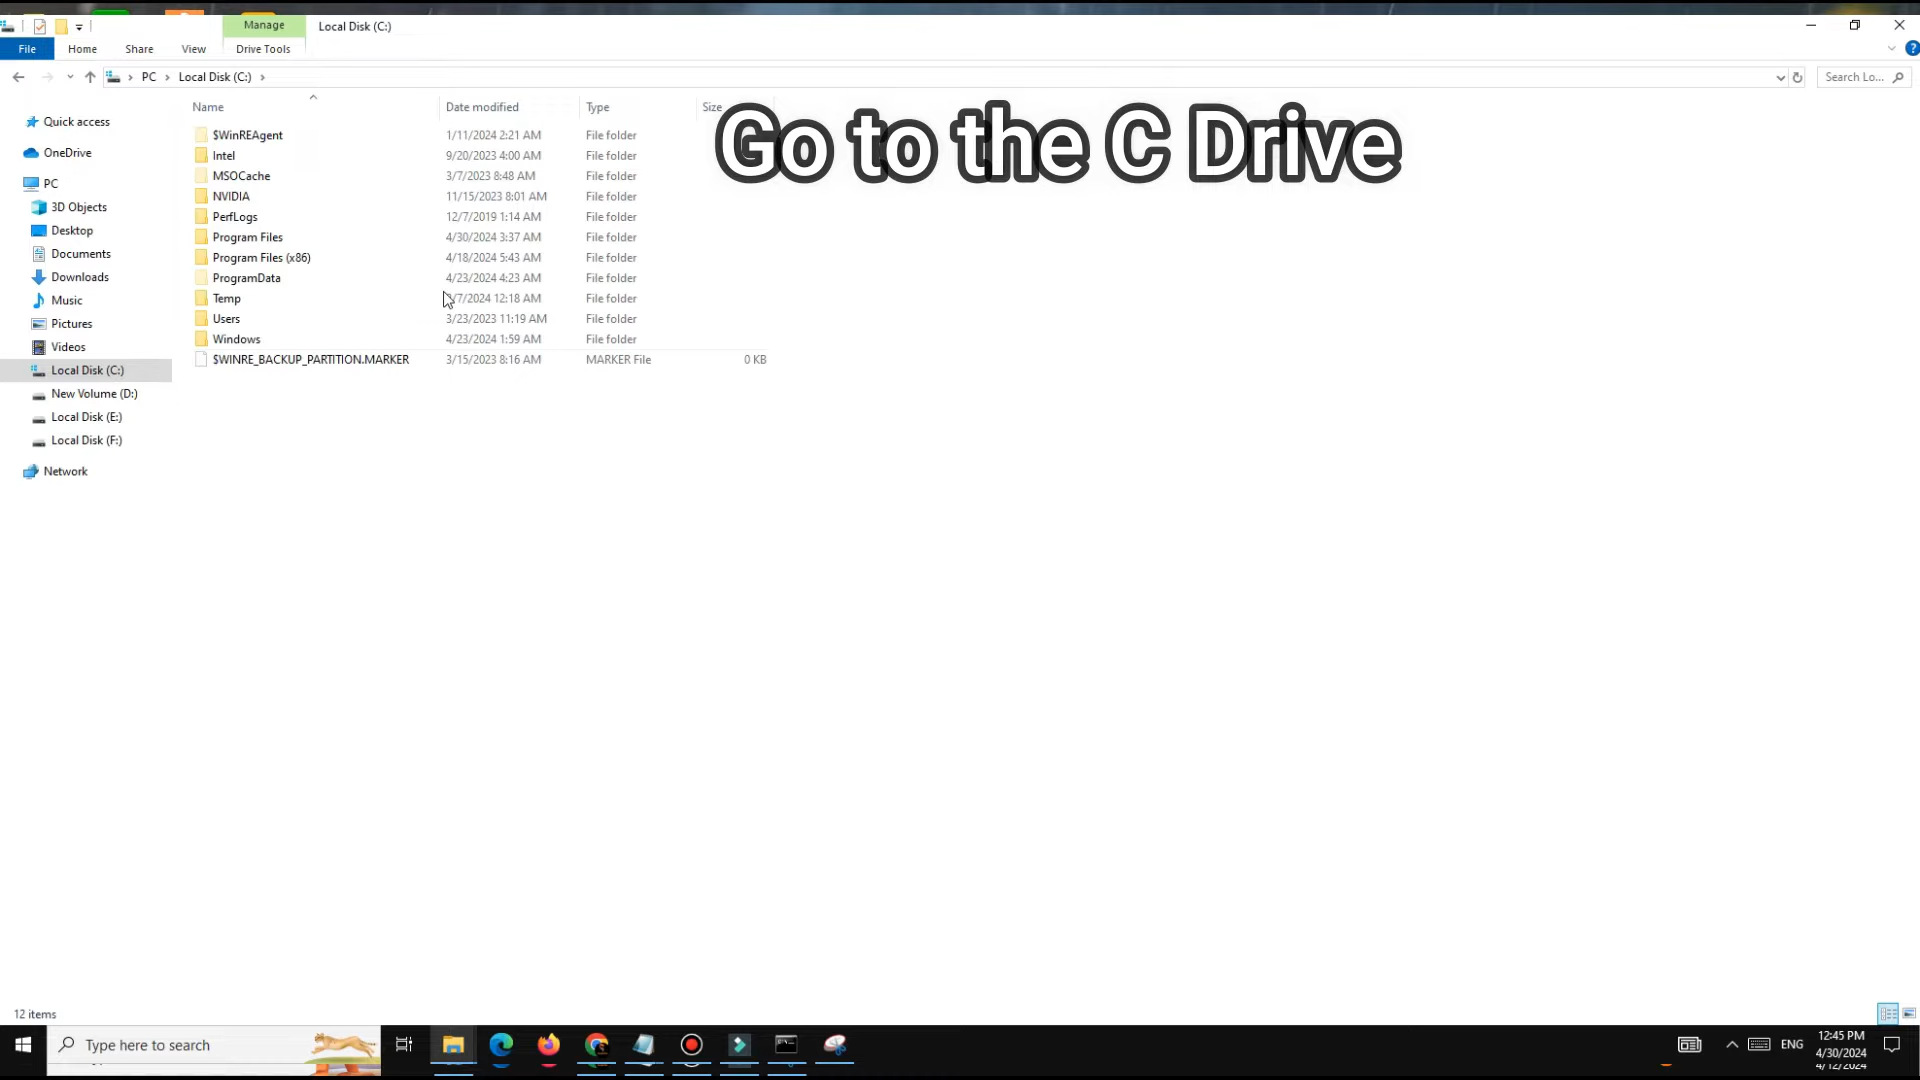 Manage
Local Disk (C:)
File
Home
Share
View
Drive Tools
PC
Local Disk (C:)
Search Lo...
Name
Date modified
Type
Size
Go to the C Drive
Quick access
OneDrive
PC
3D Objects
Desktop
Documents
Downloads
Music
Pictures
Videos
Local Disk (C:)
New Volume (D:)
Local Disk (E:)
Local Disk (F:)
Network
$WinREAgent 1/11/2024 2:21 AM File folder
Intel 9/20/2023 4:00 AM File folder
MSOCache 3/7/2023 8:48 AM File folder
NVIDIA 11/15/2023 8:01 AM File folder
PerfLogs 12/7/2019 1:14 AM File folder
Program Files 4/30/2024 3:37 AM File folder
Program Files (x86) 4/18/2024 5:43 AM File folder
ProgramData 4/23/2024 4:23 AM File folder
Temp /7/2024 12:18 AM File folder
Users 3/23/2023 11:19 AM File folder
Windows 4/23/2024 1:59 AM File folder
$WINRE_BACKUP_PARTITION.MARKER 3/15/2023 8:16 AM MARKER File 0 KB
12 items
Type here to search
ENG
12:45 PM
4/30/2024
4/12/2024